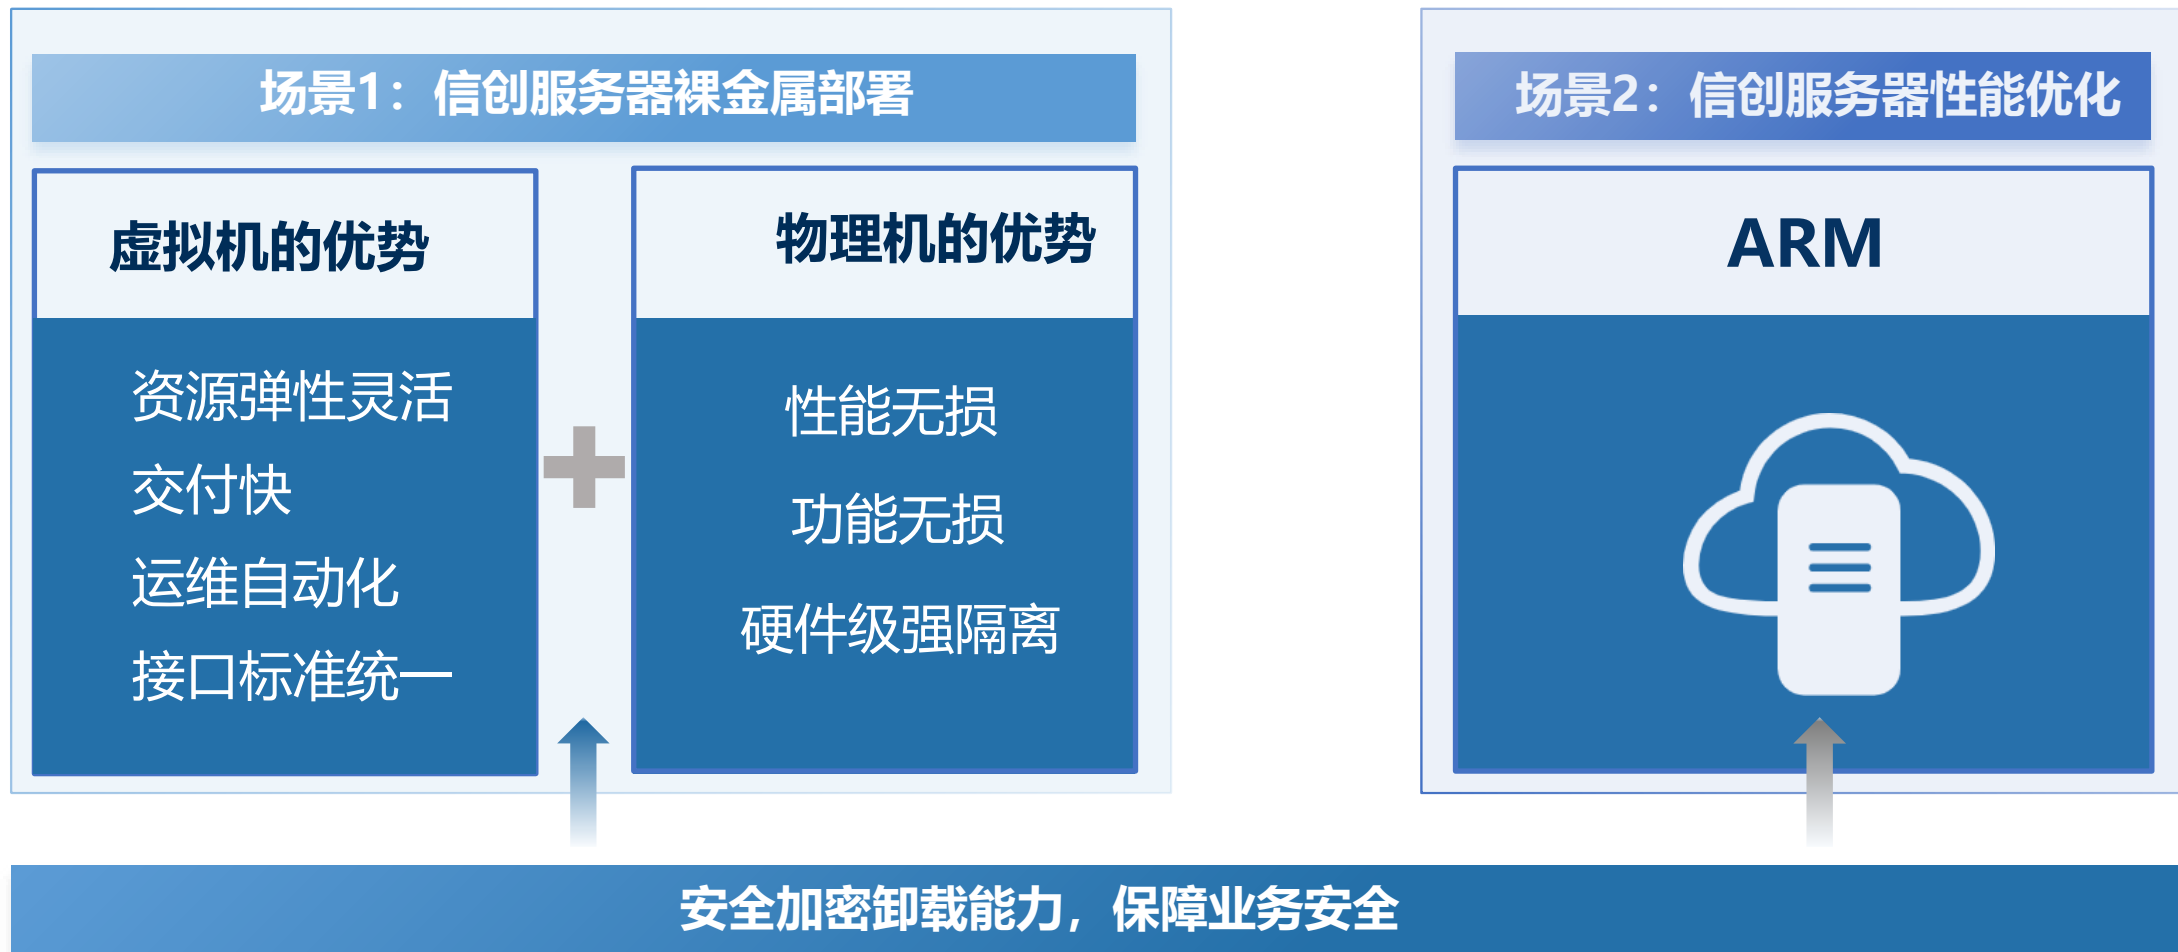 场景1：信创服务器裸金属部署
虚拟机的优势
资源弹性灵活
交付快
运维自动化
接口标准统一
物理机的优势
性能无损
功能无损
硬件级强隔离
场景2：信创服务器性能优化
ARM
安全加密卸载能力，保障业务安全